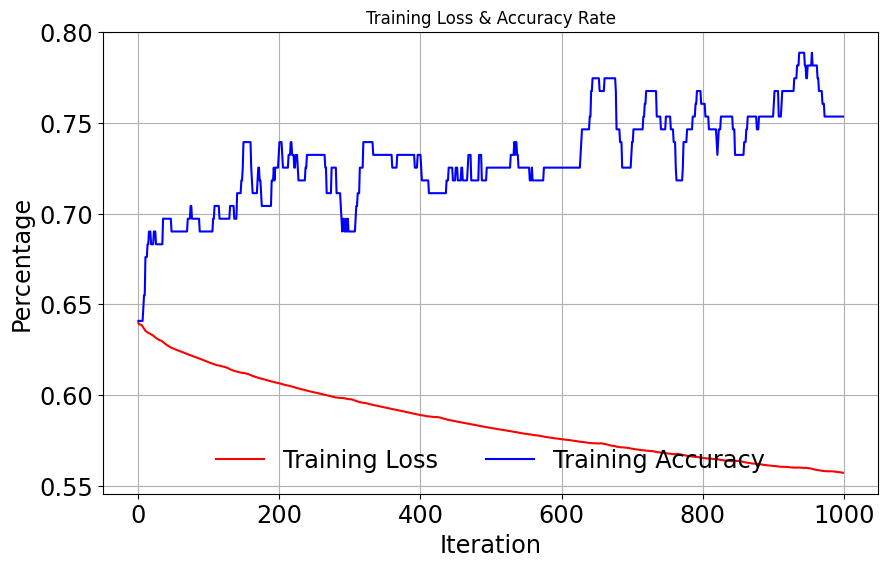 Training Loss & Accuracy Rate
0.80
0.75
0.70
0.65
0.60
0.55
Percentage
Training Loss
Training Accuracy
0
200
400
600
800
1000
Iteration